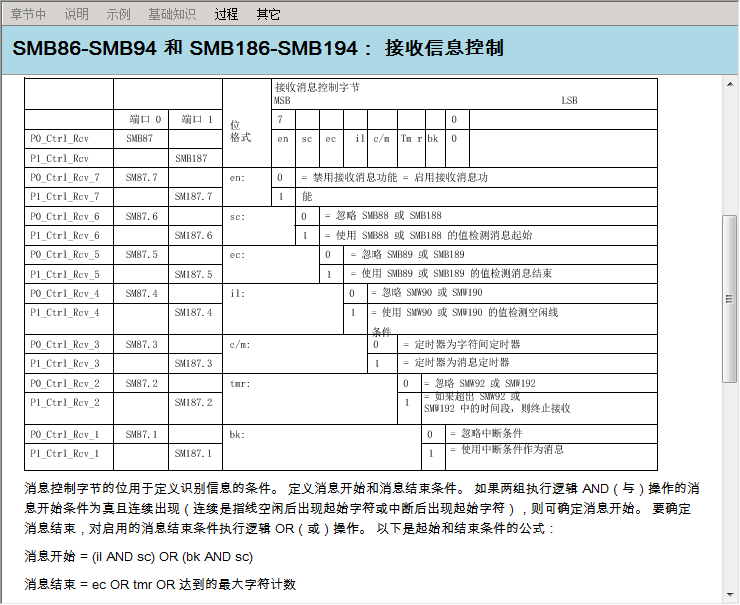 章节中 说明 示例 基础知识 过程 其它
SMB86-SMB94 和 SMB186-SMB194： 接收信息控制
接收消息控制字节
MSB LSB
端口 0 端口 1 位 7 0
格式
P0_Ctrl_Rcv SMB87 en sc ec il c/m Tm r bk 0
P1_Ctrl_Rcv SMB187
P0_Ctrl_Rcv_7 SM87.7 en: 0 = 禁用接收消息功能 = 启用接收消息功
P1_Ctrl_Rcv_7 SM187.7 1 能
P0_Ctrl_Rcv_6 SM87.6 sc: 0 = 忽略 SMB88 或 SMB188
P1_Ctrl_Rcv_6 SM187.6 1 = 使用 SMB88 或 SMB188 的值检测消息起始
P0_Ctrl_Rcv_5 SM87.5 ec: 0 = 忽略 SMB89 或 SMB189
P1_Ctrl_Rcv_5 SM187.5 1 = 使用 SMB89 或 SMB189 的值检测消息结束
P0_Ctrl_Rcv_4 SM87.4 il: 0 = 忽略 SMW90 或 SMW190
P1_Ctrl_Rcv_4 SM187.4 1 = 使用 SMW90 或 SMW190 的值检测空闲线
条件
P0_Ctrl_Rcv_3 SM87.3 c/m: 0 = 定时器为字符间定时器
P1_Ctrl_Rcv_3 SM187.3 1 = 定时器为消息定时器
P0_Ctrl_Rcv_2 SM87.2 tmr: 0 = 忽略 SMW92 或 SMW192
P1_Ctrl_Rcv_2 SM187.2 1 = 如果超出 SMW92 或
SMW192 中的时间段，则终止接收
P0_Ctrl_Rcv_1 SM87.1 bk: 0 = 忽略中断条件
P1_Ctrl_Rcv_1 SM187.1 1 = 使用中断条件作为消息
消息控制字节的位用于定义识别信息的条件。 定义消息开始和消息结束条件。 如果两组执行逻辑 AND（与）操作的消
息开始条件为真且连续出现（连续是指线空闲后出现起始字符或中断后出现起始字符），则可确定消息开始。 要确定
消息结束，对启用的消息结束条件执行逻辑 OR（或）操作。 以下是起始和结束条件的公式：
消息开始 = (il AND sc) OR (bk AND sc)
消息结束 = ec OR tmr OR 达到的最大字符计数